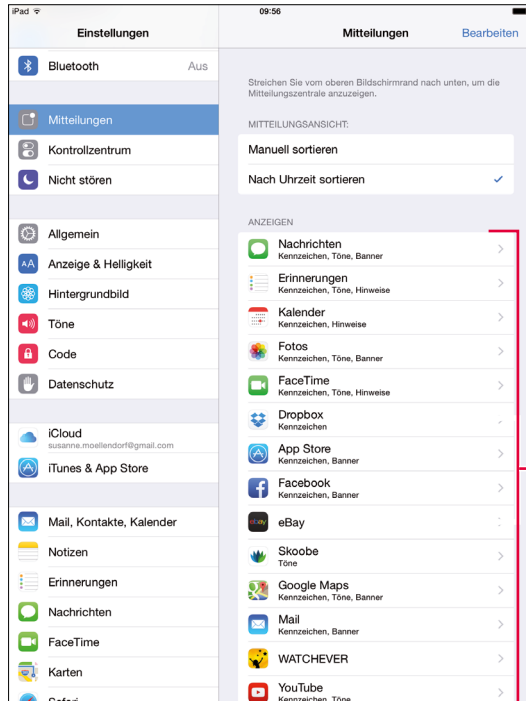 iPad
09:56
Einstellungen
Bluetooth
Aus
Mitteilungen
Kontrollzentrum
Nicht stören
Allgemein
AA
Anzeige & Helligkeit
Hintergrundbild
Töne
Code
Datenschutz
iCloud
susanne.moellendorf@gmail.com
iTunes & App Store
Mail, Kontakte, Kalender
Notizen
Erinnerungen
Nachrichten
FaceTime
Karten
Safari
Mitteilungen
Bearbeiten
Streichen Sie vom oberen Bildschirmrand nach unten, um die
Mitteilungszentrale anzuzeigen.
MITTEILUNGSANSICHT:
Manuell sortieren
Nach Uhrzeit sortieren
ANZEIGEN
Nachrichten
Kennzeichen, Töne, Banner
Erinnerungen
Kennzeichen, Töne, Hinweise
Kalender
Kennzeichen, Hinweise
Fotos
Kennzeichen, Töne, Banner
FaceTime
Kennzeichen, Töne, Hinweise
Dropbox
Kennzeichen
App Store
Kennzeichen, Banner
Facebook
Kennzeichen, Banner
ebay
eBay
Skoobe
Töne
Google Maps
Kennzeichen, Töne, Banner
Mail
Kennzeichen, Banner
WATCHEVER
YouTube
Kennzeichen, Töne